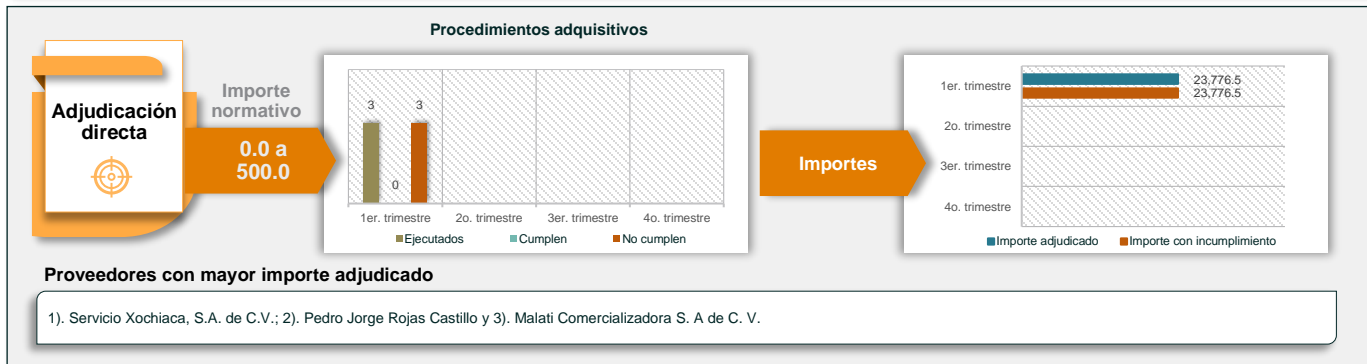 Procedimientos adquisitivos
Adjudicación
directa
Importe
normativo
0.0 a
500.0
3
0
3
1er. trimestre
2o. trimestre
3er. trimestre
4o. trimestre
Ejecutados
Cumplen
No cumplen
Importes
1er. trimestre
23,776.5
23,776.5
2o. trimestre
3er. trimestre
4o. trimestre
Importe adjudicado
Importe con incumplimiento
Proveedores con mayor importe adjudicado
1). Servicio Xochiaca, S.A. de C.V.; 2). Pedro Jorge Rojas Castillo y 3). Malati Comercializadora S. A de C. V.